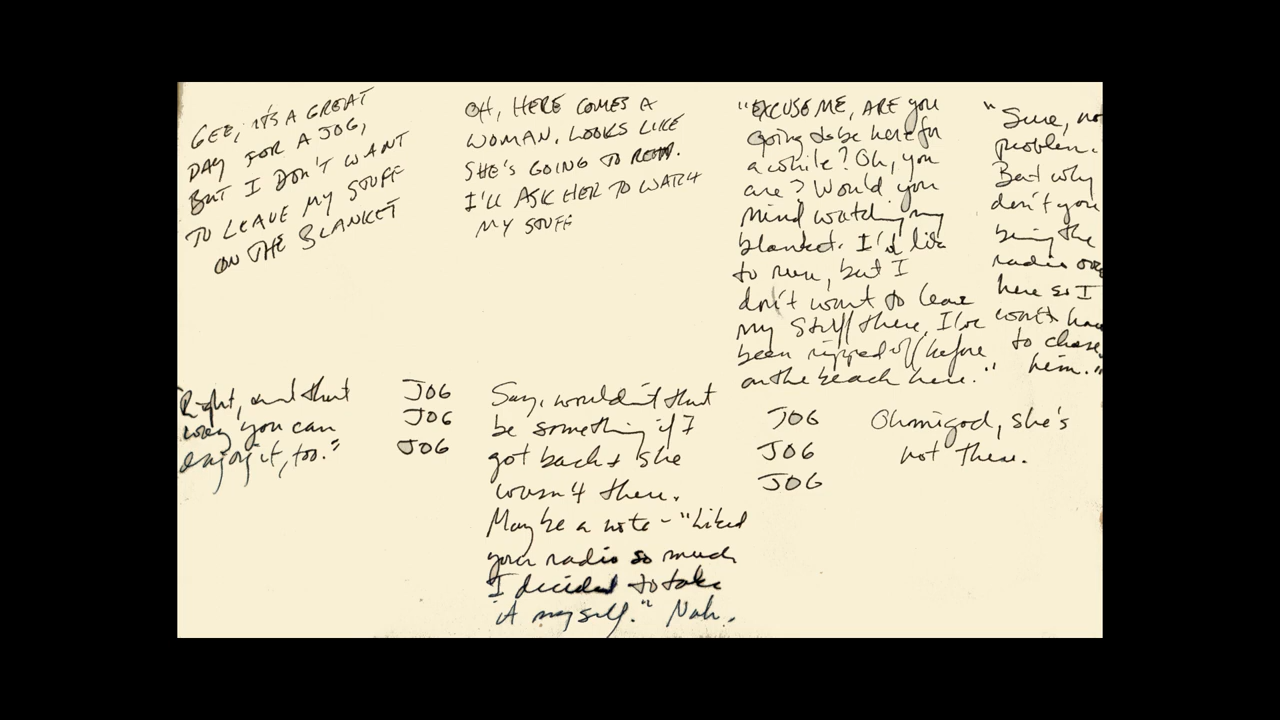 GEE, IT'S A GREAT
DAY FOR A JOG,
BUT I DON'T WANT
TO LEAVE MY STUFF
ON THE BLANKET
OH, HERE COMES A
WOMAN. LOOKS LIKE
SHE'S GOING TO READ.
I'LL ASK HER TO WATCH
MY STUFF
"EXCUSE ME, ARE you
going to be here for
a while? Oh, you
are? Would you
mind watching my
blanket. I'd like
to run, but I
don't want to leave
my stuff there, I've
been ripped off before
on the beach here."
"Sure, no
problem.
But why
don't you
bring the
radio over
here so I
won't have
to chase
him."
Right, and that
way you can
enjoy it, too."
JOG
JOG
JOG
Say, wouldn't that
be something if I
got back & she
wasn't there.
Maybe a note - "Liked
your radio so much
I decided to take
it myself." Nah.
JOG
JOG
JOG
Ohmigod, she's
not there.